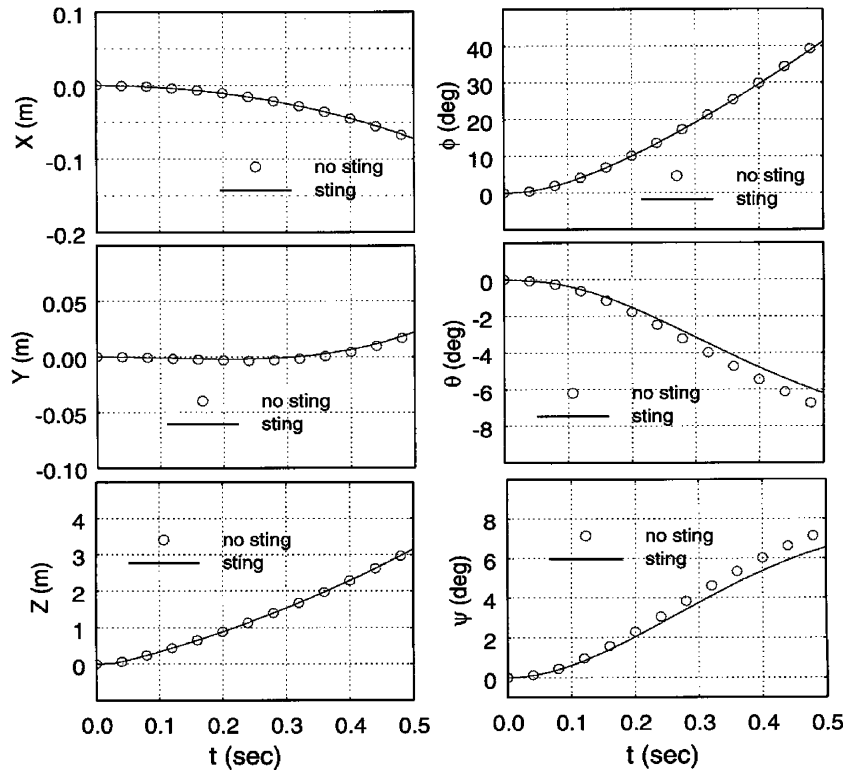 0.1
0.0
-0.1
-0.2
X (m)
no sting
sting
0.05
0.00
-0.05
-0.10
Y (m)
no sting
sting
5
4
3
2
1
0
Z (m)
no sting
sting
0.0 0.1 0.2 0.3 0.4 0.5
t (sec)
40
30
20
10
0
ϕ (deg)
no sting
sting
0
-2
-4
-6
-8
θ (deg)
no sting
sting
8
6
4
2
0
ψ (deg)
no sting
sting
0.0 0.1 0.2 0.3 0.4 0.5
t (sec)